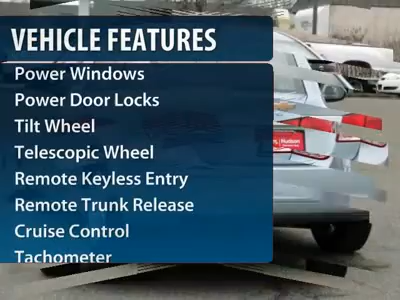 VEHICLE FEATURES
Power Windows
Power Door Locks
Tilt Wheel
Telescopic Wheel
Remote Keyless Entry
Remote Trunk Release
Cruise Control
Tachometer
Hudson